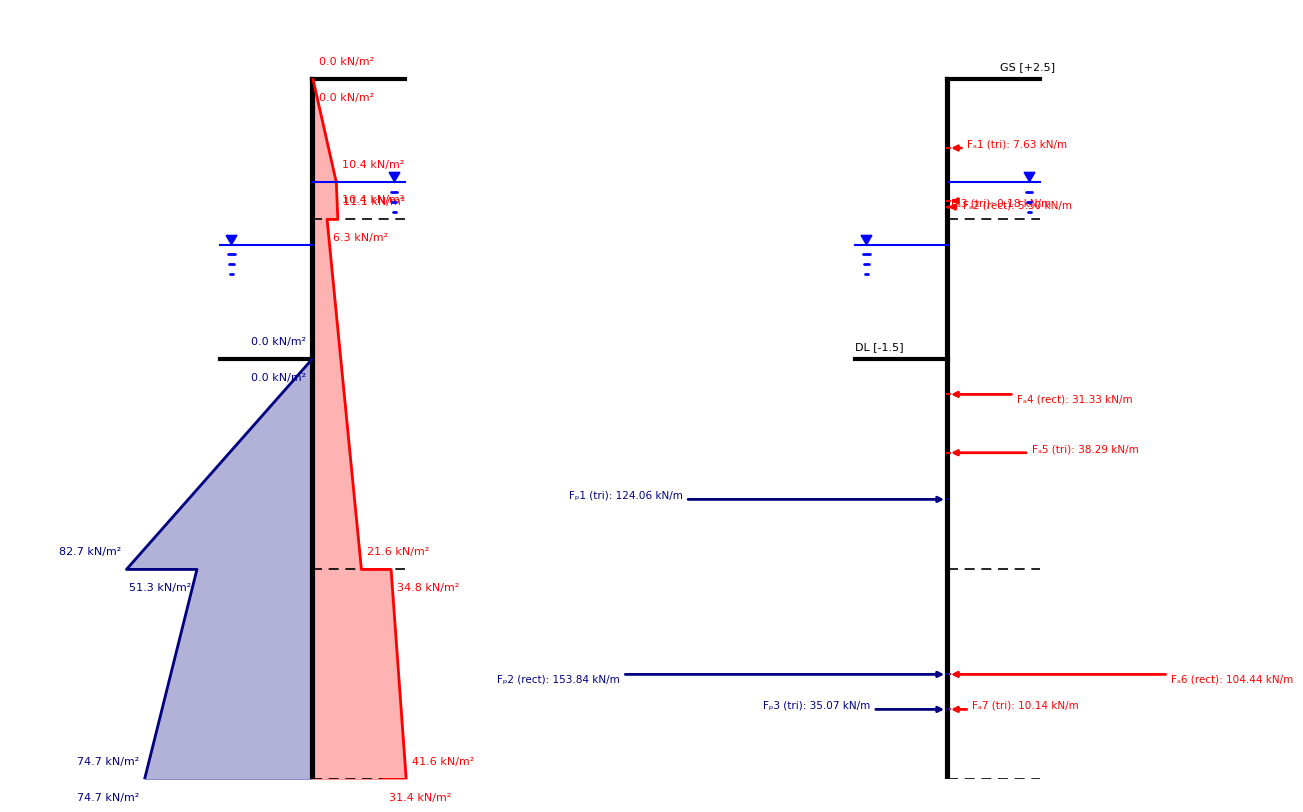 0.0 kN/m²
0.0 kN/m²
10.4 kN/m²
10.4 kN/m²
11.1 kN/m²
6.3 kN/m²
0.0 kN/m²
0.0 kN/m²
82.7 kN/m²
51.3 kN/m²
21.6 kN/m²
34.8 kN/m²
74.7 kN/m²
74.7 kN/m²
41.6 kN/m²
31.4 kN/m²
GS [+2.5]
Fₐ1 (tri): 7.63 kN/m
Fₐ3 (tri): 0.18 kN/m
Fₐ2 (rect): 5.50 kN/m
DL [-1.5]
Fₐ4 (rect): 31.33 kN/m
Fₐ5 (tri): 38.29 kN/m
Fₚ1 (tri): 124.06 kN/m
Fₚ2 (rect): 153.84 kN/m
Fₐ6 (rect): 104.44 kN/m
Fₚ3 (tri): 35.07 kN/m
Fₐ7 (tri): 10.14 kN/m